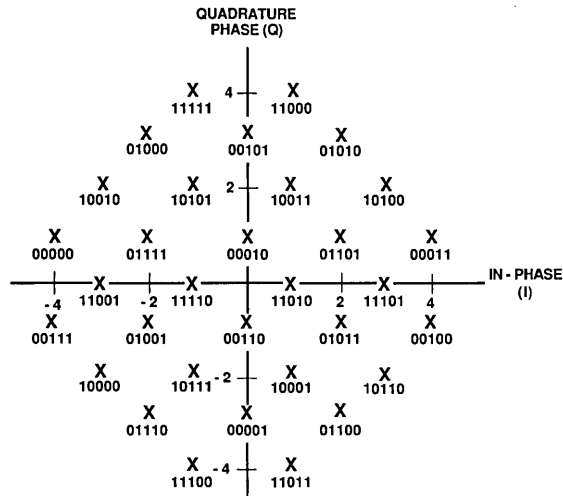 QUADRATURE
PHASE (Q)
X X
4
11111 11000
X X X
01000 00101 01010
X X 2 X X
10010 10101 10011 10100
X X X X X
00000 01111 00010 01101 00011
IN-PHASE
(I)
X X X X
-4 11001 -2 11110 11010 2 11101 4
X X X X X
00111 01001 00110 01011 00100
X X -2 X X
10000 10111 10001 10110
X X X
01110 00001 01100
X -4 X
11100 11011